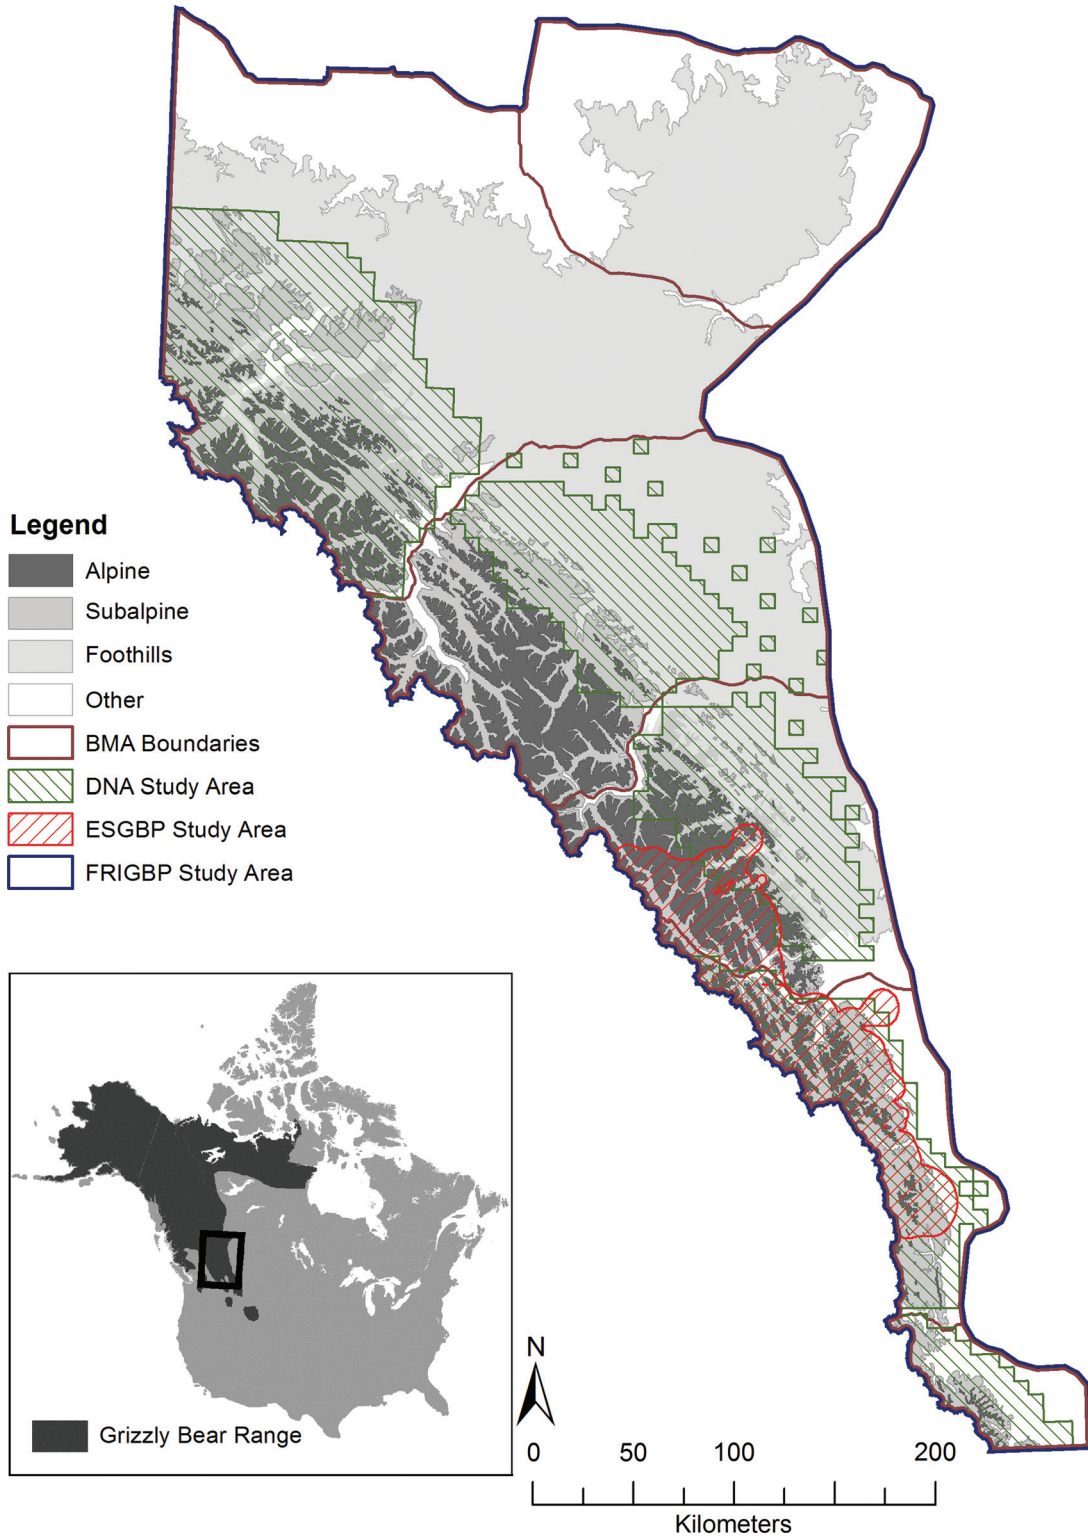 Legend
Alpine
Subalpine
Foothills
Other
BMA Boundaries
DNA Study Area
ESGBP Study Area
FRIGBP Study Area
Grizzly Bear Range
N
0 50 100 200
Kilometers